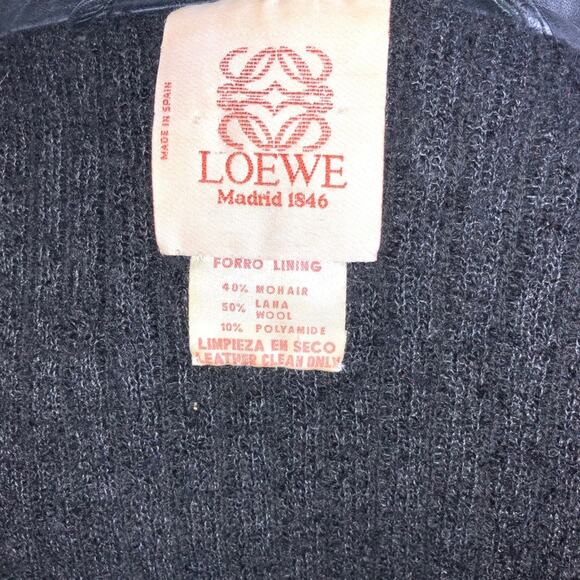 MADE IN SPAIN
LOEWE
Madrid 1846
FORRO LINING
40% MOHAIR
50% LANA
WOOL
10% POLYAMIDE
LIMPIEZA EN SECO
LEATHER CLEAN ONLY